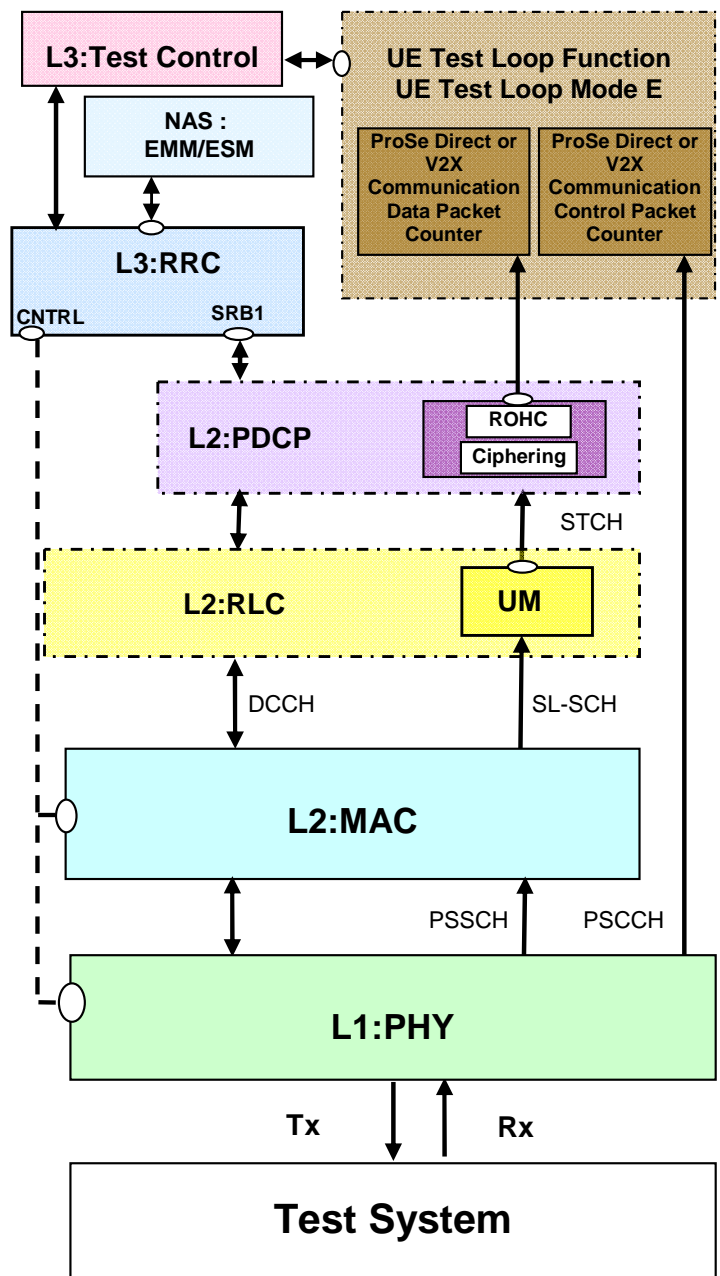 L3:Test Control
UE Test Loop Function
UE Test Loop Mode E
NAS :
EMM/ESM
ProSe Direct or
V2X
Communication
Data Packet
Counter
ProSe Direct or
V2X
Communication
Control Packet
Counter
L3:RRC
CNTRL
SRB1
L2:PDCP
ROHC
Ciphering
STCH
L2:RLC
UM
DCCH
SL-SCH
L2:MAC
PSSCH
PSCCH
L1:PHY
Tx
Rx
Test System